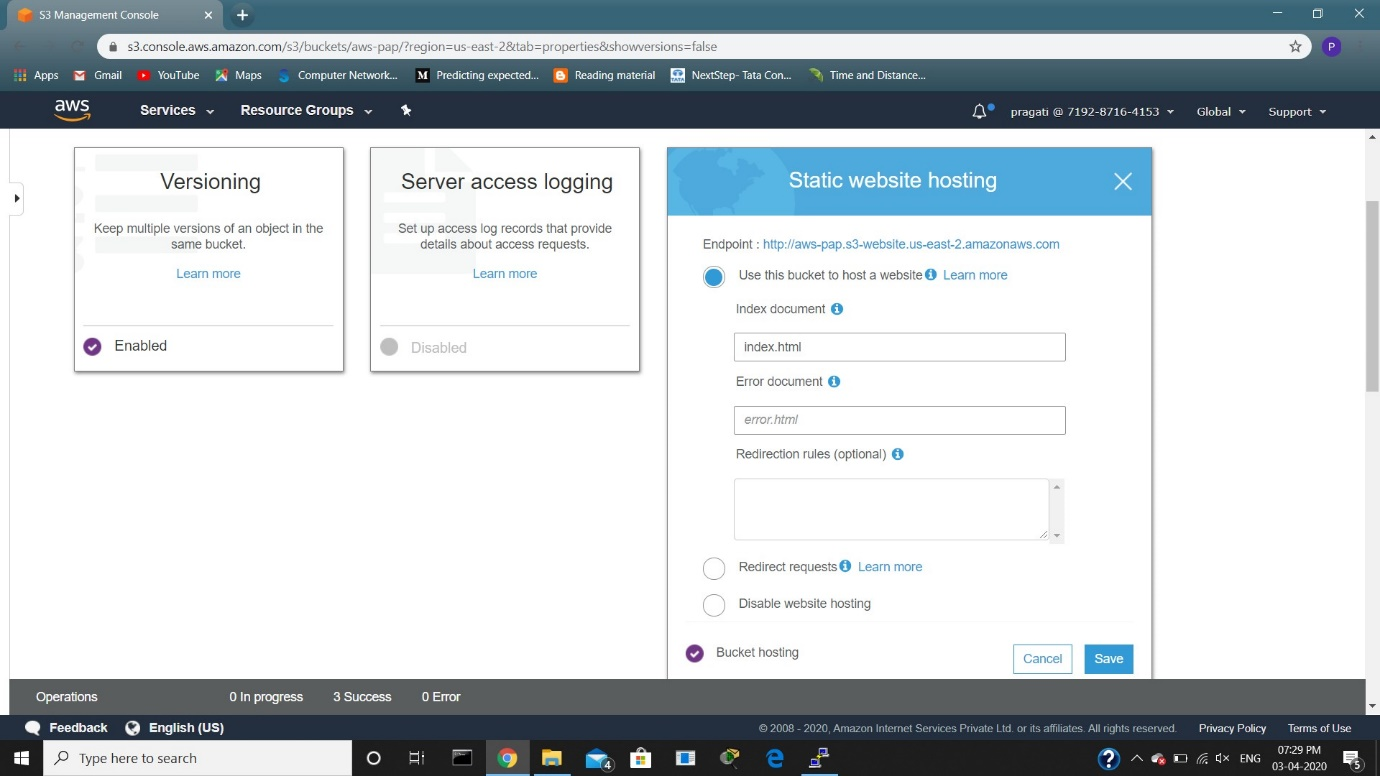 S3 Management Console
s3.console.aws.amazon.com/s3/buckets/aws-pap/?region=us-east-2&tab=properties&showversions=false
P
Apps Gmail YouTube Maps Computer Network... Predicting expected... Reading material NextStep- Tata Con... Time and Distance...
aws Services Resource Groups pragati @ 7192-8716-4153 Global Support
Versioning
Keep multiple versions of an object in the
same bucket.
Learn more
Enabled
Server access logging
Set up access log records that provide
details about access requests.
Learn more
Disabled
Static website hosting
Endpoint : http://aws-pap.s3-website.us-east-2.amazonaws.com
Use this bucket to host a website Learn more
Index document
index.html
Error document
error.html
Redirection rules (optional)
Redirect requests Learn more
Disable website hosting
Bucket hosting
Cancel Save
Operations 0 In progress 3 Success 0 Error
Feedback English (US) © 2008 - 2020, Amazon Internet Services Private Ltd. or its affiliates. All rights reserved. Privacy Policy Terms of Use
Type here to search
4
ENG
07:29 PM
03-04-2020
5